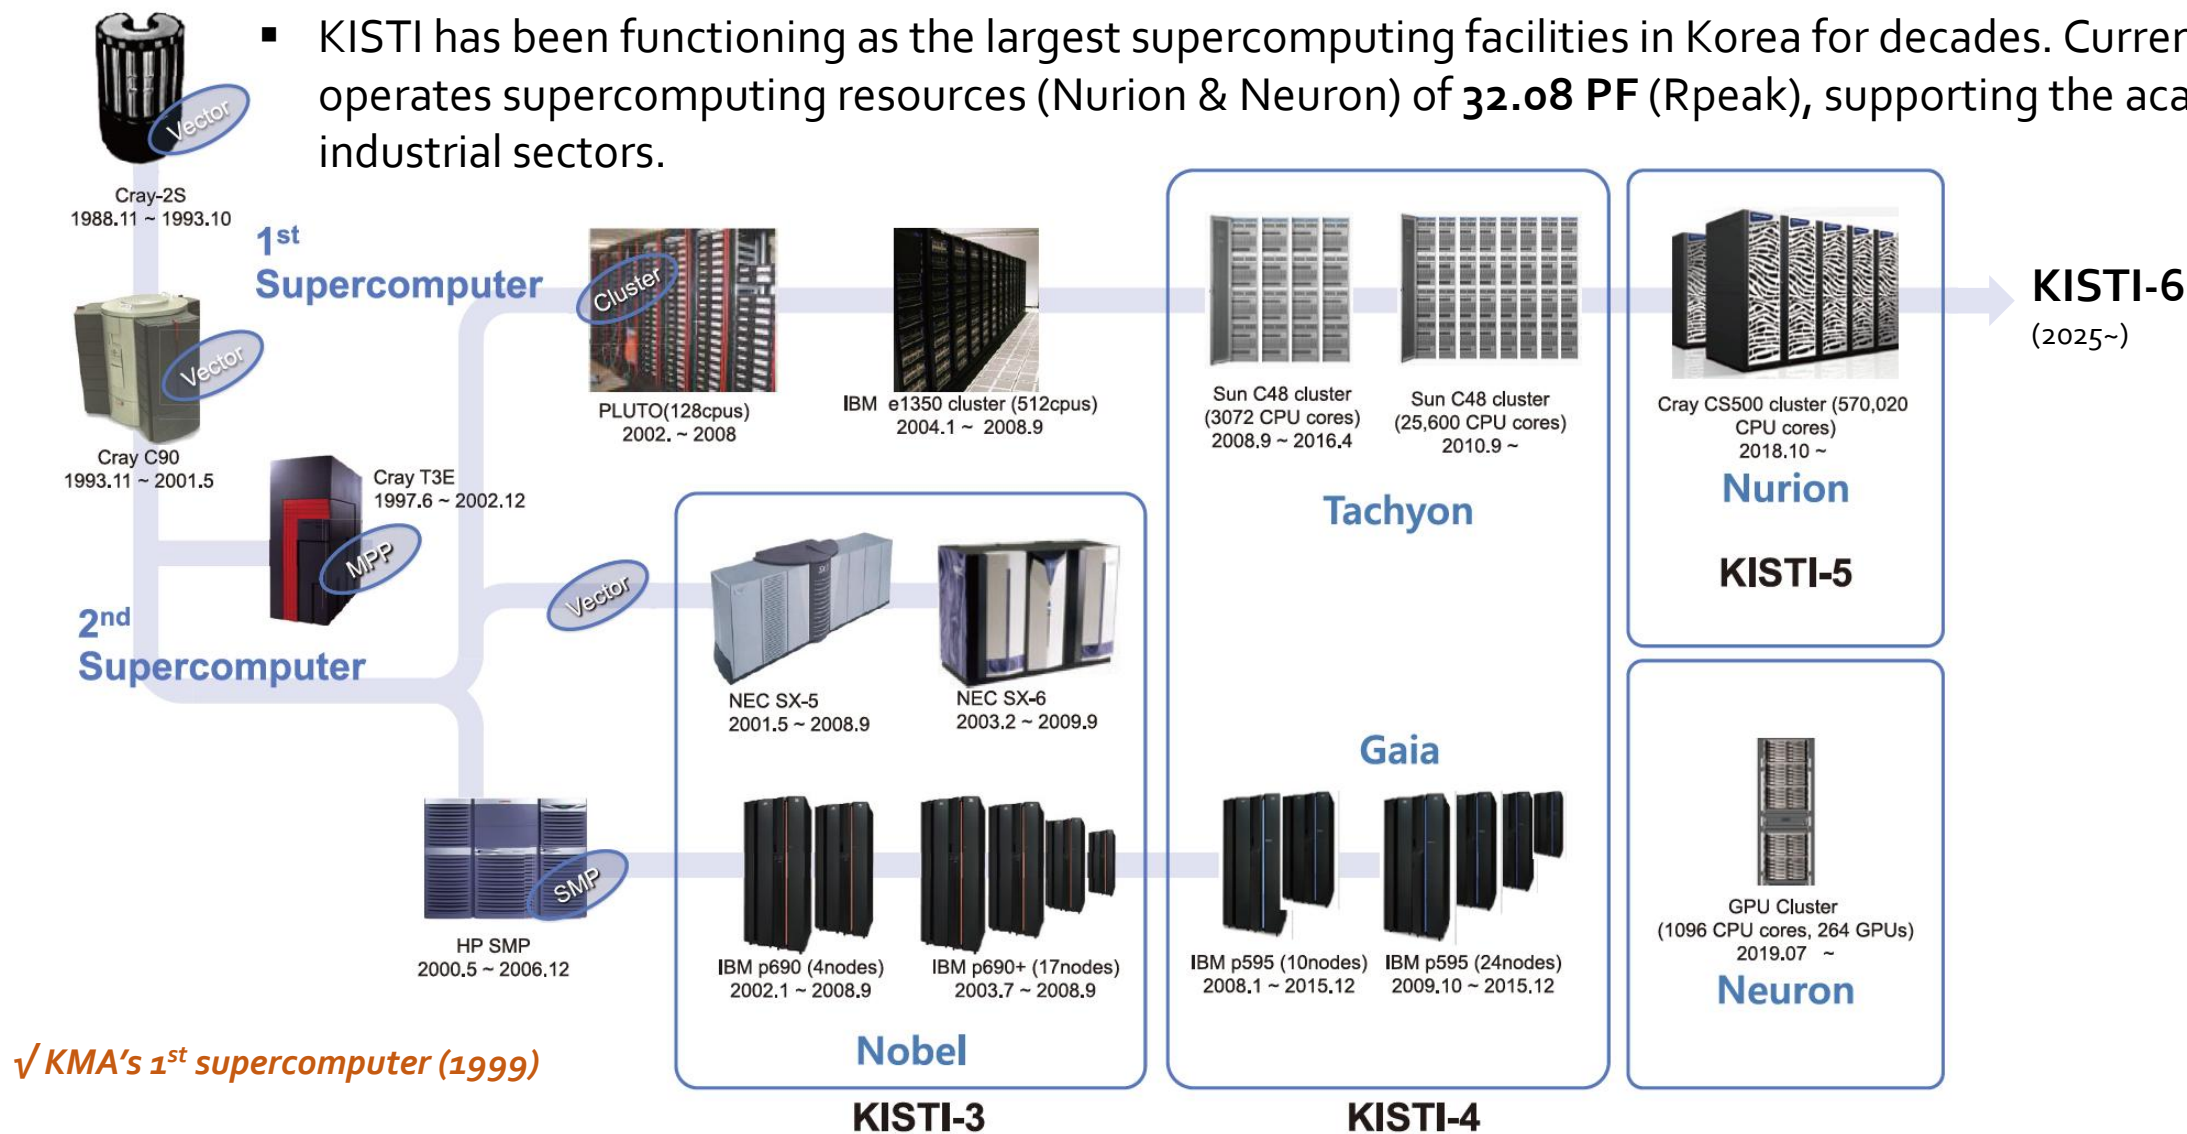 ▪ KISTI has been functioning as the largest supercomputing facilities in Korea for decades.
operates supercomputing resources (Nurion & Neuron) of 32.08 PF (Rpeak), supporting the
industrial sectors.
Vector
Cray-2S
1988.11 ~ 1993.10
1st
Supercomputer
Vector
Cray C90
1993.11 ~ 2001.5
Cray T3E
1997.6 ~ 2002.12
MPP
2nd
Supercomputer
Cluster
PLUTO(128cpus)
2002. ~ 2008
IBM e1350 cluster (512cpus)
2004.1 ~ 2008.9
Sun C48 cluster
(3072 CPU cores)
2008.9 ~ 2016.4
Sun C48 cluster
(25,600 CPU cores)
2010.9 ~
Tachyon
Cray CS500 cluster (570,020
CPU cores)
2018.10 ~
Nurion
KISTI-5
KISTI-6
(2025~)
Vector
NEC SX-5
2001.5 ~ 2008.9
NEC SX-6
2003.2 ~ 2009.9
Gaia
SMP
HP SMP
2000.5 ~ 2006.12
IBM p690 (4nodes)
2002.1 ~ 2008.9
IBM p690+ (17nodes)
2003.7 ~ 2008.9
Nobel
KISTI-3
IBM p595 (10nodes)
2008.1 ~ 2015.12
IBM p595 (24nodes)
2009.10 ~ 2015.12
KISTI-4
GPU Cluster
(1096 CPU cores, 264 GPUs)
2019.07 ~
Neuron
√ KMA's 1st supercomputer (1999)